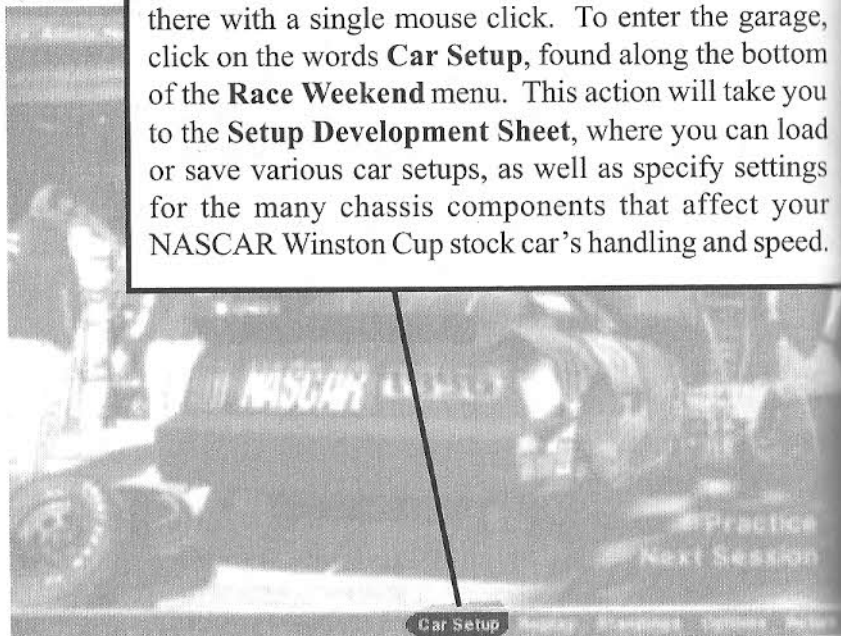 there with a single mouse click. To enter the garage,
click on the words Car Setup, found along the bottom
of the Race Weekend menu. This action will take you
to the Setup Development Sheet, where you can load
or save various car setups, as well as specify settings
for the many chassis components that affect your
NASCAR Winston Cup stock car's handling and speed.
NASCAR
Practice
Next Session
Car Setup Replay Standings Options